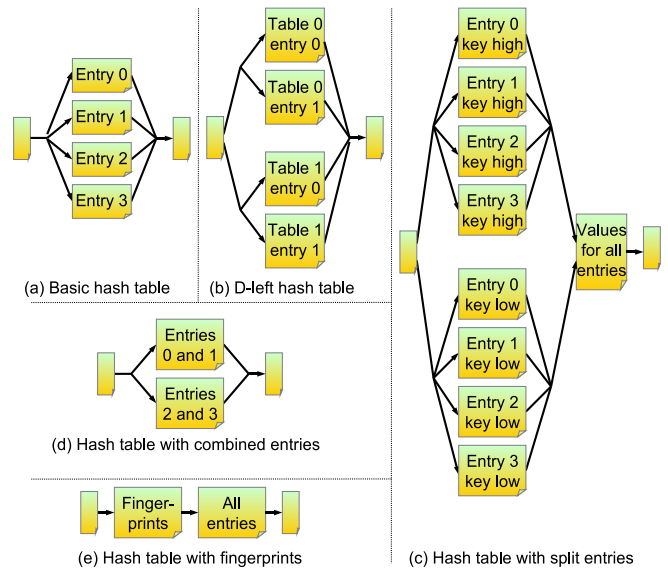 Entry 0
Entry 1
Entry 2
Entry 3
(a) Basic hash table
Table 0
entry 0
Table 0
entry 1
Table 1
entry 0
Table 1
entry 1
(b) D-left hash table
Entry 0
key high
Entry 1
key high
Entry 2
key high
Entry 3
key high
Values
for all
entries
Entry 0
key low
Entry 1
key low
Entry 2
key low
Entry 3
key low
(c) Hash table with split entries
Entries
0 and 1
Entries
2 and 3
(d) Hash table with combined entries
Finger-
prints
All
entries
(e) Hash table with fingerprints